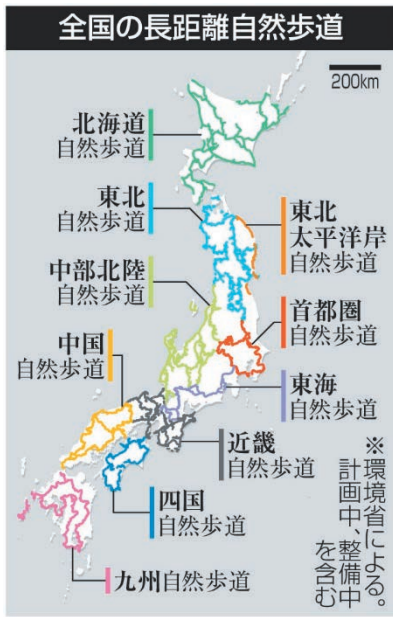 全国の長距離自然歩道
200km
北海道
自然歩道
東北
自然歩道
東北
太平洋岸
自然歩道
中部北陸
自然歩道
首都圏
自然歩道
中国
自然歩道
東海
自然歩道
近畿
自然歩道
四国
自然歩道
九州自然歩道
※環境省による。
計画中、整備中
を含む